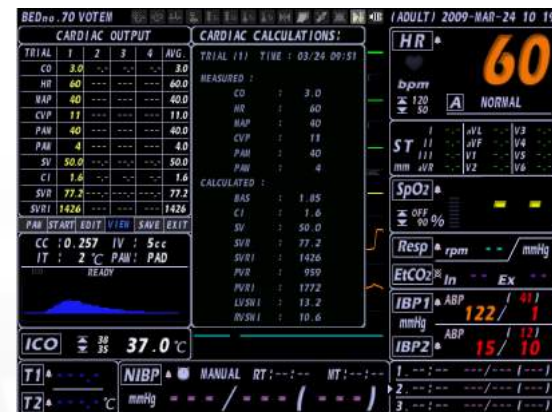 BEDno.70 VOTEM
(ADULT) 2009-MAR-24 10 19
CARDIAC OUTPUT
TRIAL 1 2 3 4 AVG.
CO 3.0 -.- -.- -.- 3.0
HR 60 --- --- --- 60.0
MAP 40 --- --- --- 40.0
CVP 11 --- --- --- 11.0
PAM 40 --- --- --- 40.0
PAW 4 --- --- --- 4.0
SV 50.0 -.- -.- -.- 50.0
CI 1.6 -.- -.- -.- 1.6
SVR 77.2 --- --- --- 77.2
SVRI 1426 --- --- --- 1426
PAW START EDIT VIEW SAVE EXIT
CC :0.257 IV : 5cc
IT : 2 °C PAW: PAD
READY
ICO 38 35 37.0 °C
CARDIAC CALCULATIONS:
TRIAL (1) TIME : 03/24 09:51
MEASURED :
CO : 3.0
HR : 60
MAP : 40
CVP : 11
PAM : 40
PAW : 4
CALCULATED :
BAS : 1.85
CI : 1.6
SV : 50.0
SVR : 77.2
SVRI : 1426
PVR : 959
PVRI : 1772
LVSWI : 13.2
RVSWI : 10.6
HR 60
bpm
120
50
A NORMAL
ST I -.- aVL -.- V3 -.-
II -.- aVF -.- V4 -.-
III -.- V1 -.- V5 -.-
mm aVR -.- V2 -.- V6 -.-
SpO2 - -
OFF
90 %
Resp rpm -- / mmHg
EtCO2 In -- Ex --
IBP1 ABP ( 41)
mmHg 122/
IBP2 ABP ( 12)
15/ 10
T1 --.-
T2 --.- °C
NIBP MANUAL RT:--:-- MT:--:--
mmHg ---/---(---)
1. --:-- ---/---(---)
2. --:-- ---/---(---)
3. --:-- ---/---(---)